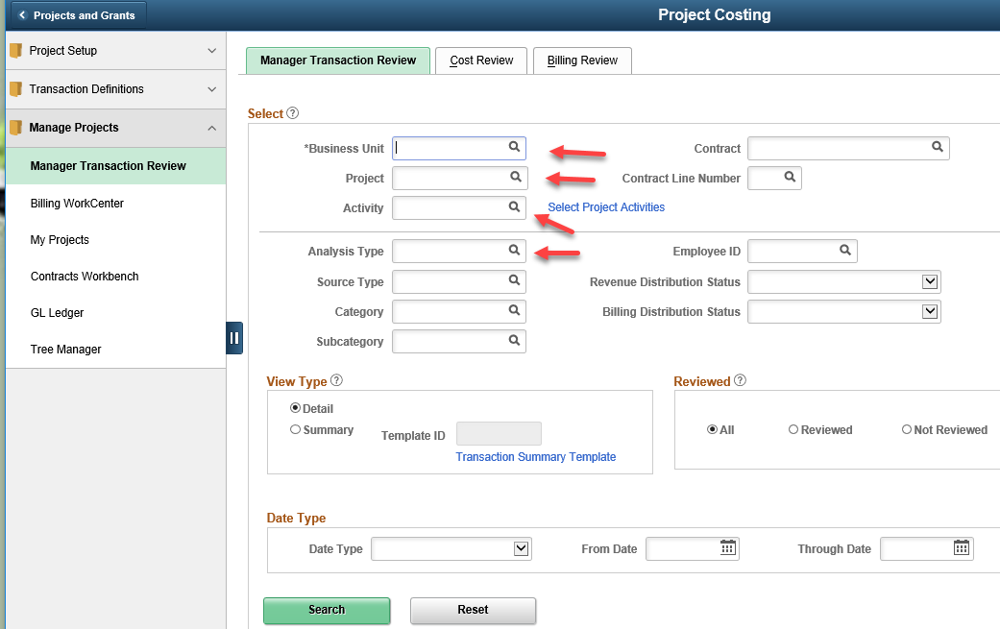 Projects and Grants
Project Costing
Project Setup
Transaction Definitions
Manage Projects
Manager Transaction Review
Billing WorkCenter
My Projects
Contracts Workbench
GL Ledger
Tree Manager
Manager Transaction Review Cost Review Billing Review
Select ?
*Business Unit Contract
Project Contract Line Number
Activity Select Project Activities
Analysis Type Employee ID
Source Type Revenue Distribution Status
Category Billing Distribution Status
Subcategory
View Type ? Reviewed ?
Detail
Summary Template ID All Reviewed Not Reviewed
Transaction Summary Template
Date Type
Date Type From Date Through Date
Search Reset